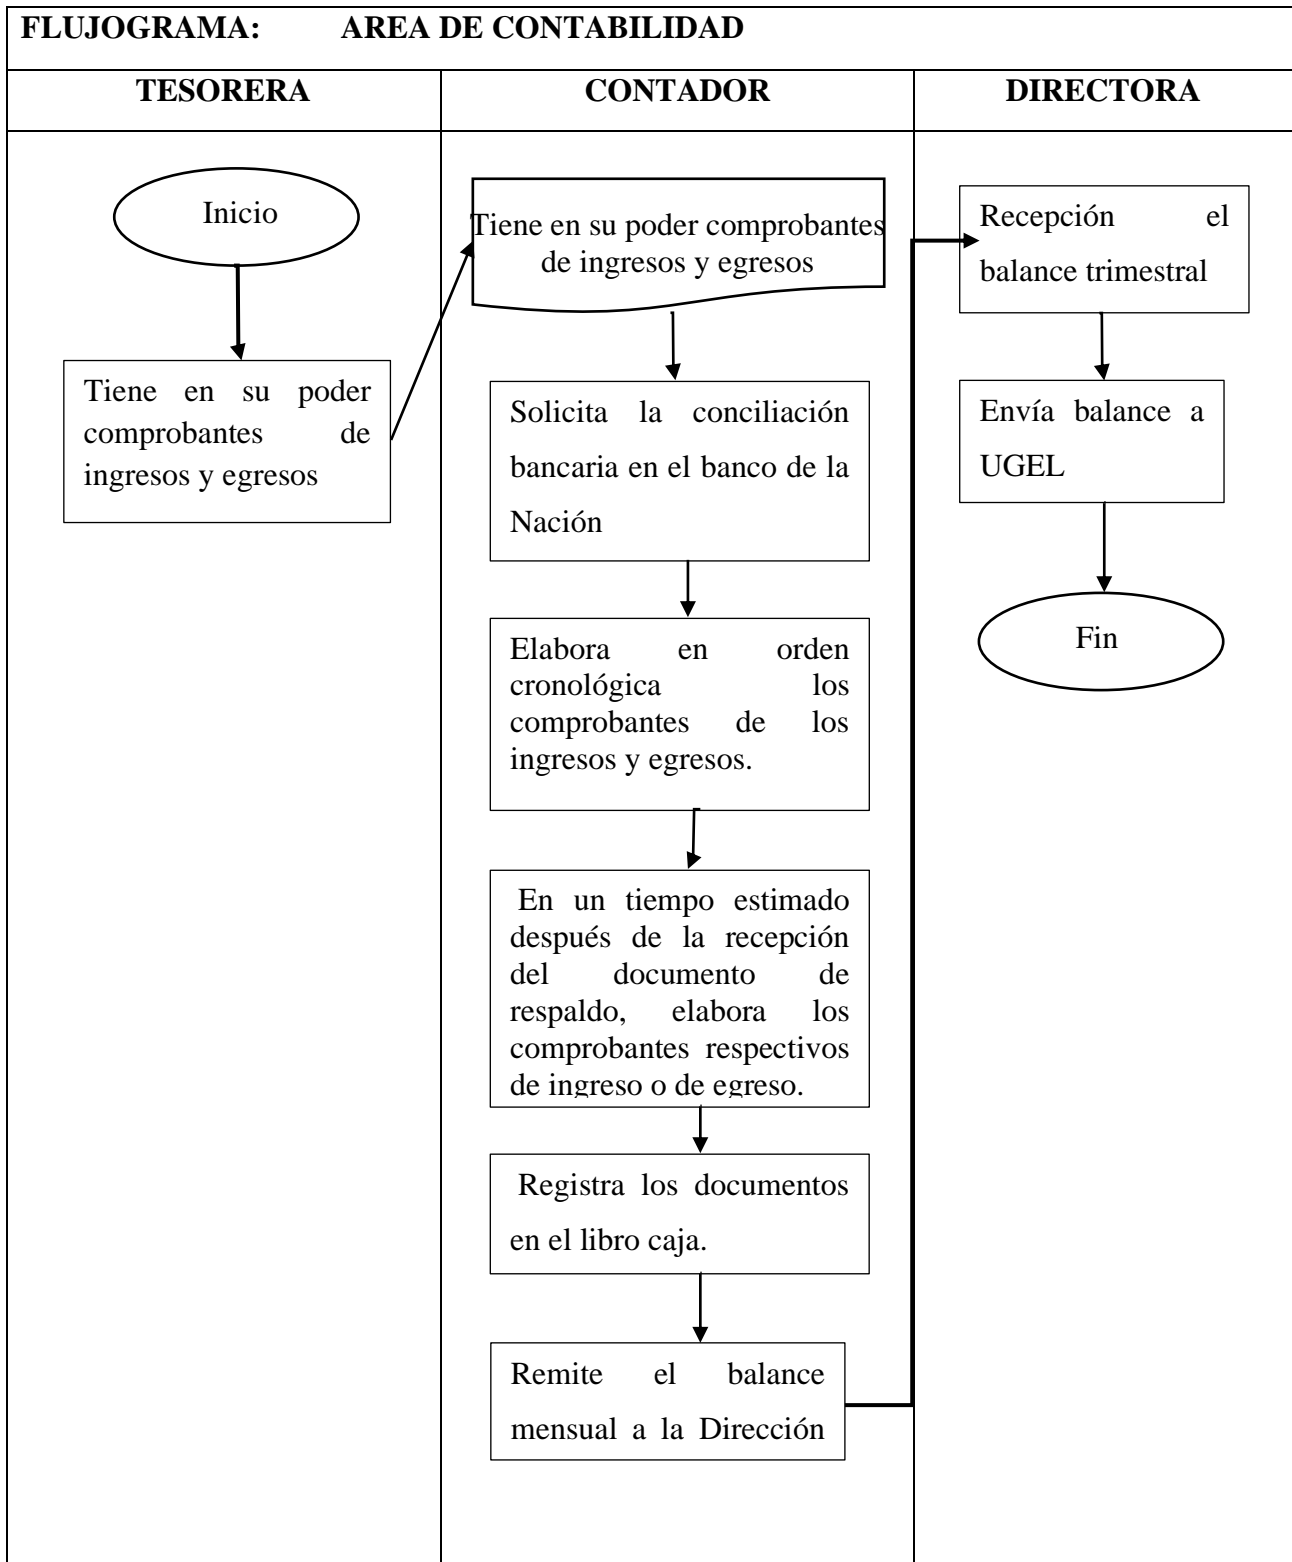 FLUJOGRAMA: AREA DE CONTABILIDAD
TESORERA
CONTADOR
DIRECTORA
Inicio
Tiene en su poder
comprobantes de
ingresos y egresos
Tiene en su poder comprobantes
de ingresos y egresos
Solicita la conciliación
bancaria en el banco de la
Nación
Elabora en orden
cronológica los
comprobantes de los
ingresos y egresos.
En un tiempo estimado
después de la recepción
del documento de
respaldo, elabora los
comprobantes respectivos
de ingreso o de egreso.
Registra los documentos
en el libro caja.
Remite el balance
mensual a la Dirección
Recepción el
balance trimestral
Envía balance a
UGEL
Fin